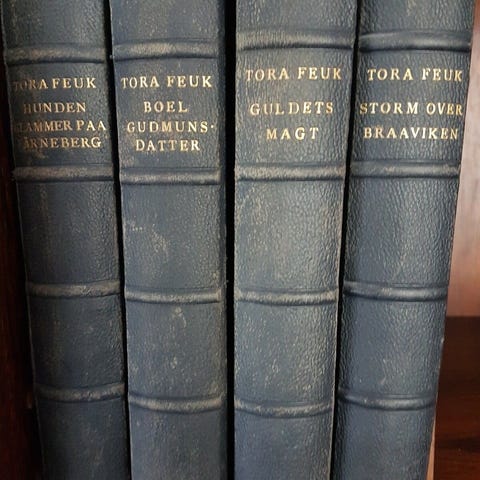 TORA FEUK
HUNDEN
GLAMMER PAA
TÄRNEBERG
TORA FEUK
BOEL
GUDMUNS-
DATTER
TORA FEUK
GULDETS
MAGT
TORA FEUK
STORM OVER
BRAAVIKEN